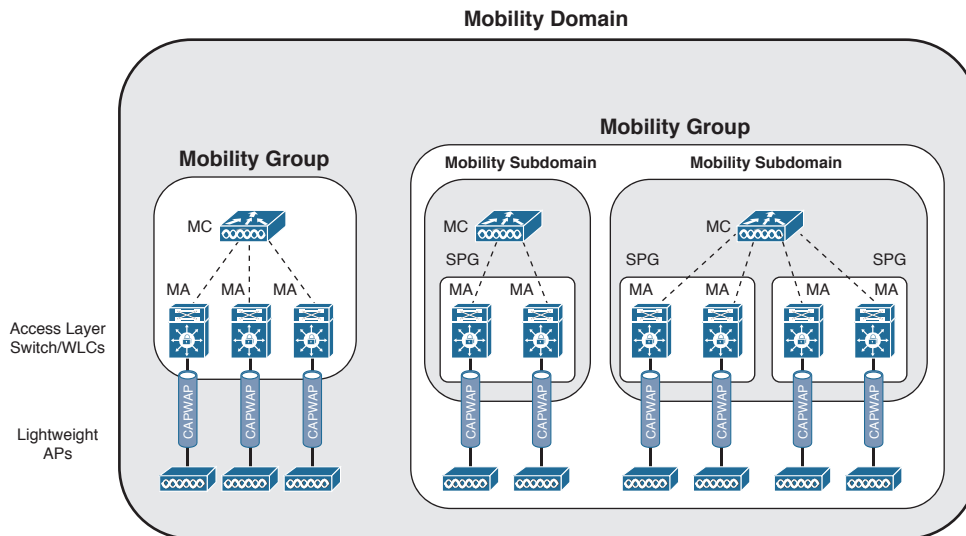 Mobility Domain
Mobility Group
Mobility Group
Mobility Subdomain
Mobility Subdomain
MC
MC
MC
SPG
SPG
SPG
MA
MA
MA
MA
MA
MA
MA
MA
MA
Access Layer
Switch/WLCs
CAPWAP
CAPWAP
CAPWAP
CAPWAP
CAPWAP
CAPWAP
CAPWAP
CAPWAP
CAPWAP
Lightweight
APs